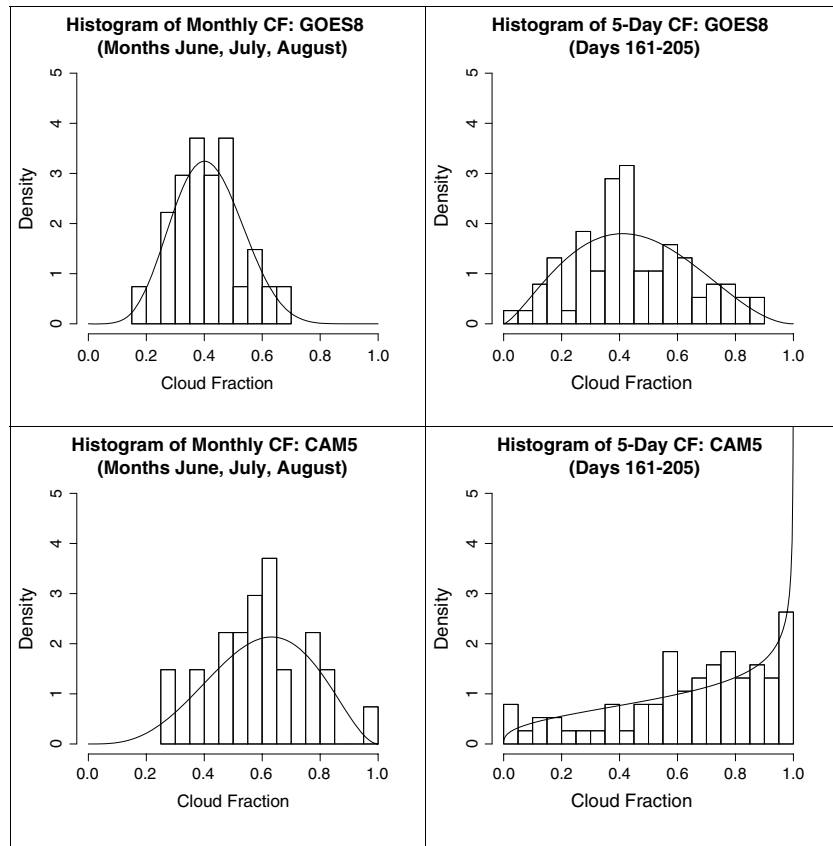 Histogram of Monthly CF: GOES8
(Months June, July, August)
Density
5
4
3
2
1
0
0.0 0.2 0.4 0.6 0.8 1.0
Cloud Fraction
Histogram of 5-Day CF: GOES8
(Days 161-205)
Density
5
4
3
2
1
0
0.0 0.2 0.4 0.6 0.8 1.0
Cloud Fraction
Histogram of Monthly CF: CAM5
(Months June, July, August)
Density
5
4
3
2
1
0
0.0 0.2 0.4 0.6 0.8 1.0
Cloud Fraction
Histogram of 5-Day CF: CAM5
(Days 161-205)
Density
5
4
3
2
1
0
0.0 0.2 0.4 0.6 0.8 1.0
Cloud Fraction